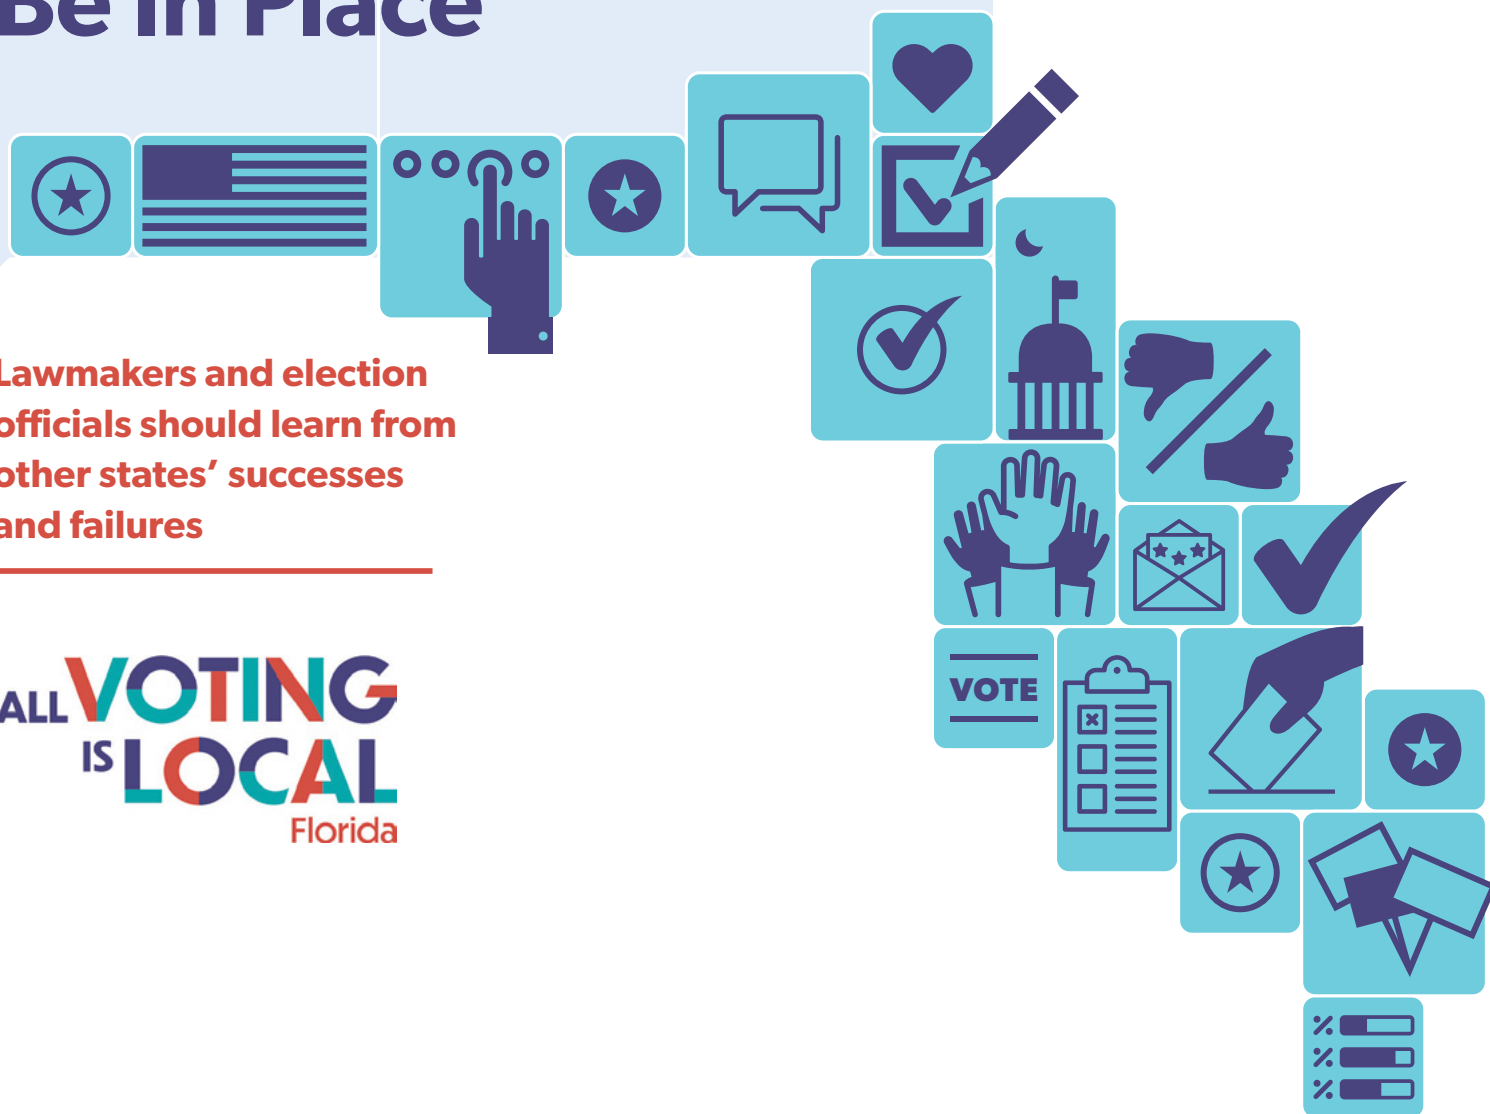 Be in Place
Lawmakers and election
officials should learn from
other states’ successes
and failures
ALL VOTING
IS LOCAL
Florida
VOTE
%
%
%